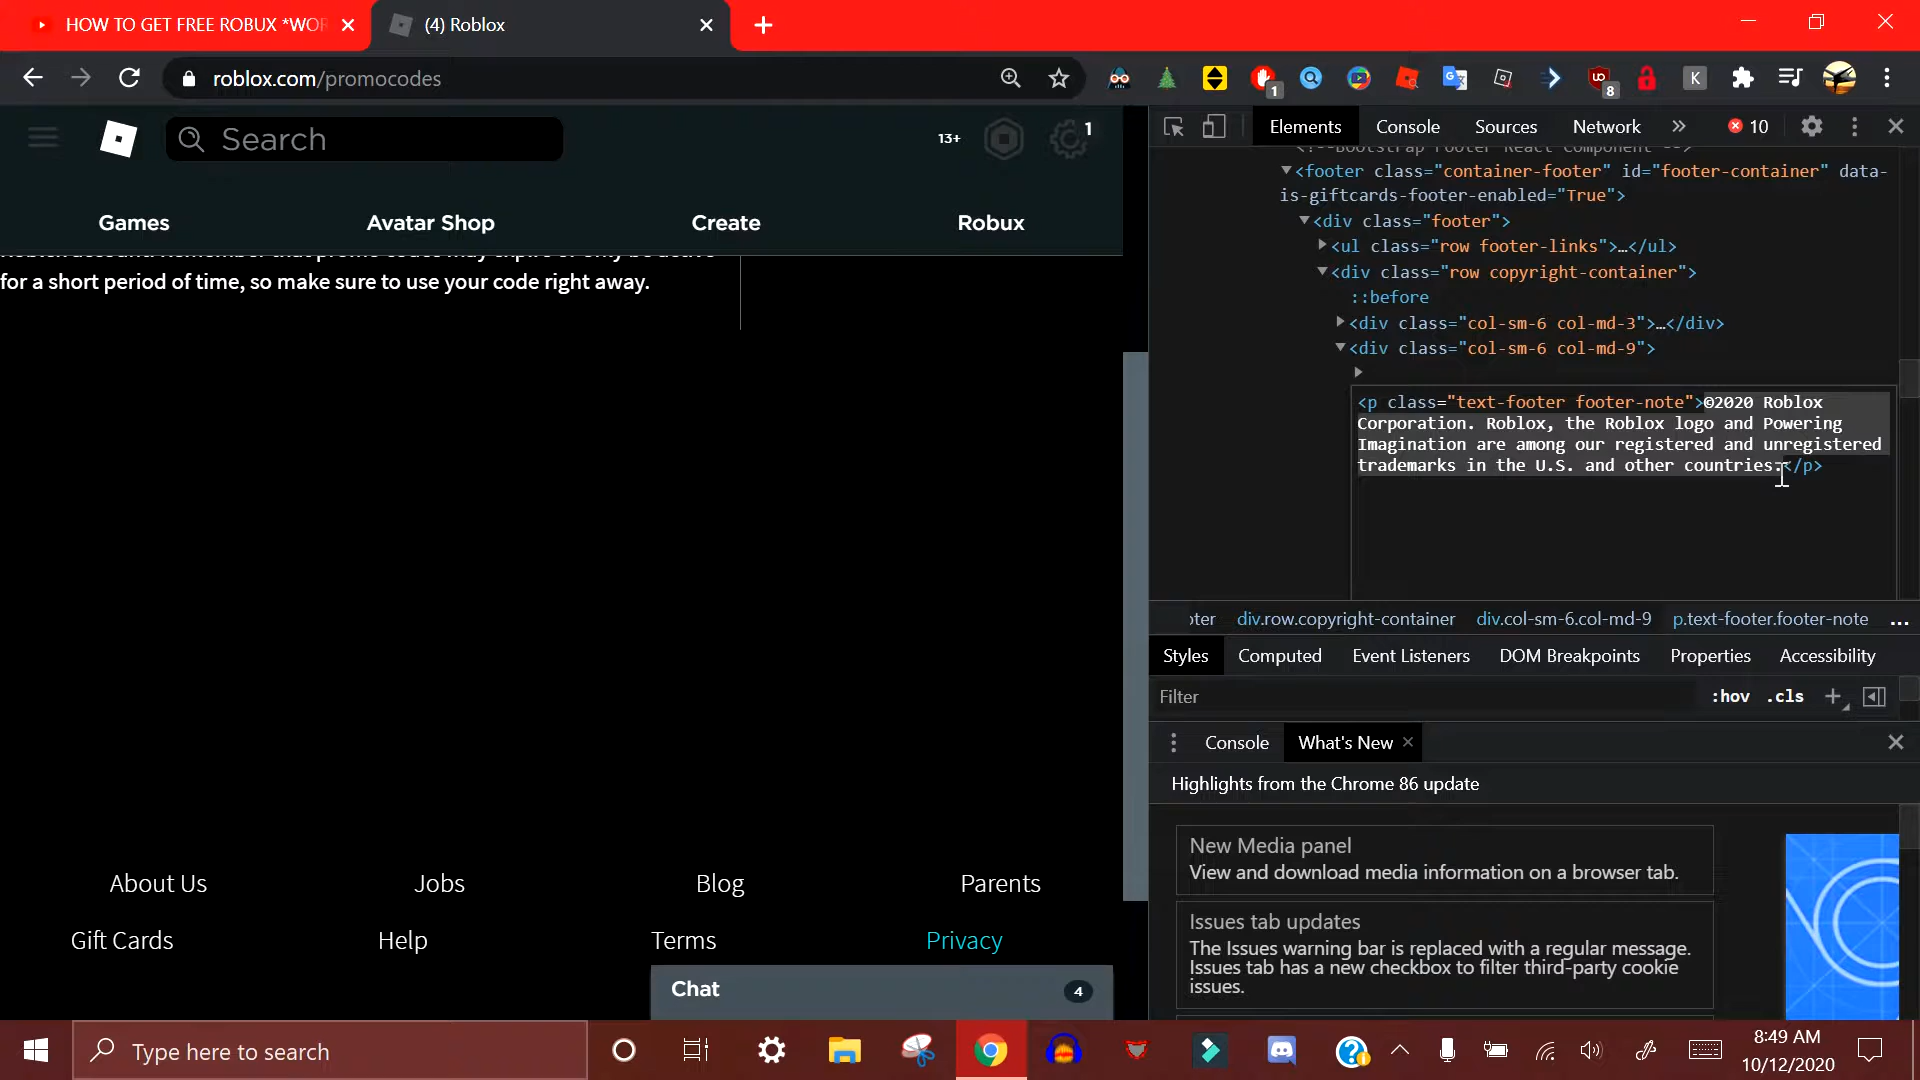 HOW TO GET FREE ROBUX *WOR
(4) Roblox
roblox.com/promocodes
1
8
K
Search
13+
1
Games
Avatar Shop
Create
Robux
for a short period of time, so make sure to use your code right away.
About Us
Jobs
Blog
Parents
Gift Cards
Help
Terms
Privacy
Chat
4
Elements
Console
Sources
Network
10
<!--Bootstrap Footer React Component -->
<footer class="container-footer" id="footer-container" data-
is-giftcards-footer-enabled="True">
<div class="footer">
<ul class="row footer-links">…</ul>
<div class="row copyright-container">
::before
<div class="col-sm-6 col-md-3">…</div>
<div class="col-sm-6 col-md-9">
<p class="text-footer footer-note">©2020 Roblox
Corporation. Roblox, the Roblox logo and Powering
Imagination are among our registered and unregistered
trademarks in the U.S. and other countries.</p>
oter
div.row.copyright-container
div.col-sm-6.col-md-9
p.text-footer.footer-note
...
Styles
Computed
Event Listeners
DOM Breakpoints
Properties
Accessibility
Filter
:hov
.cls
Console
What's New
Highlights from the Chrome 86 update
New Media panel
View and download media information on a browser tab.
Issues tab updates
The Issues warning bar is replaced with a regular message.
Issues tab has a new checkbox to filter third-party cookie
issues.
Type here to search
8:49 AM
10/12/2020